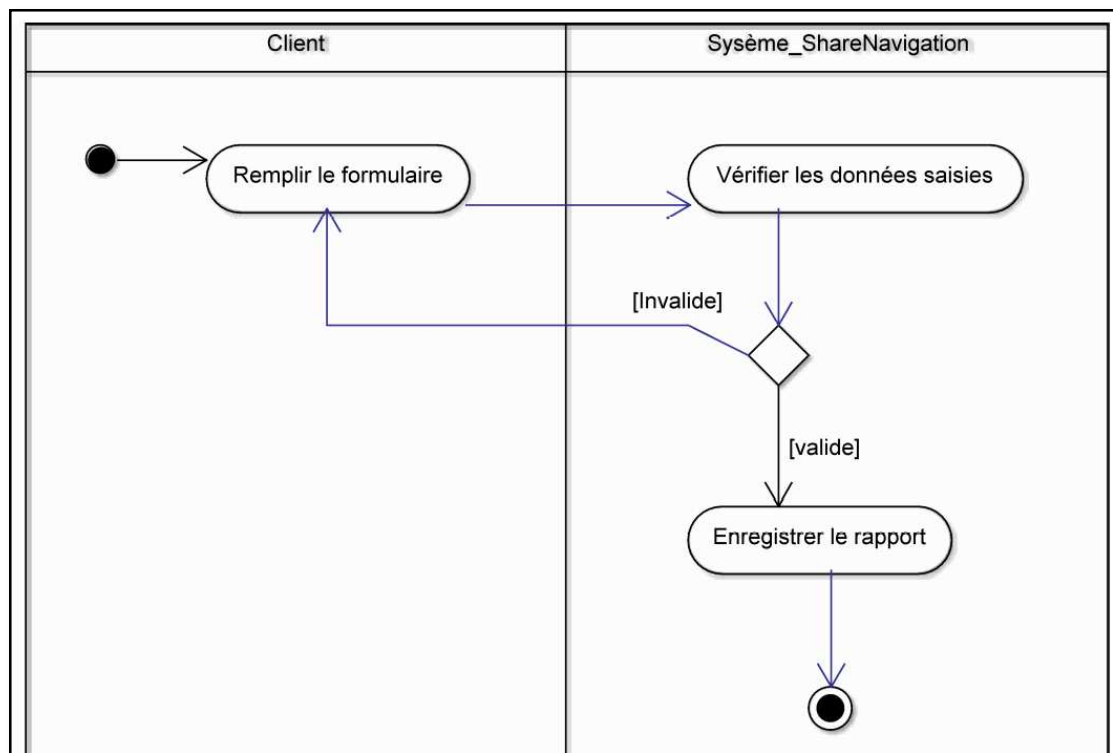 Client
Sysème_ShareNavigation
Remplir le formulaire
Vérifier les données saisies
[Invalide]
[valide]
Enregistrer le rapport